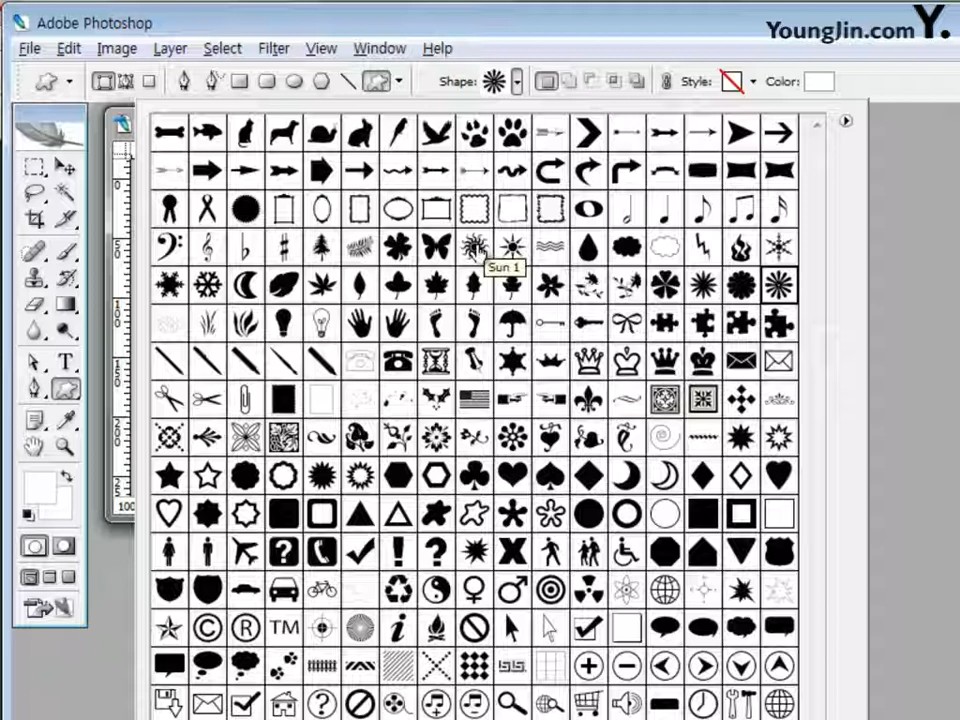 Adobe Photoshop
YoungJin.com Y.
File Edit Image Layer Select Filter View Window Help
Shape: Style: Color:
Sun 1
TM
100